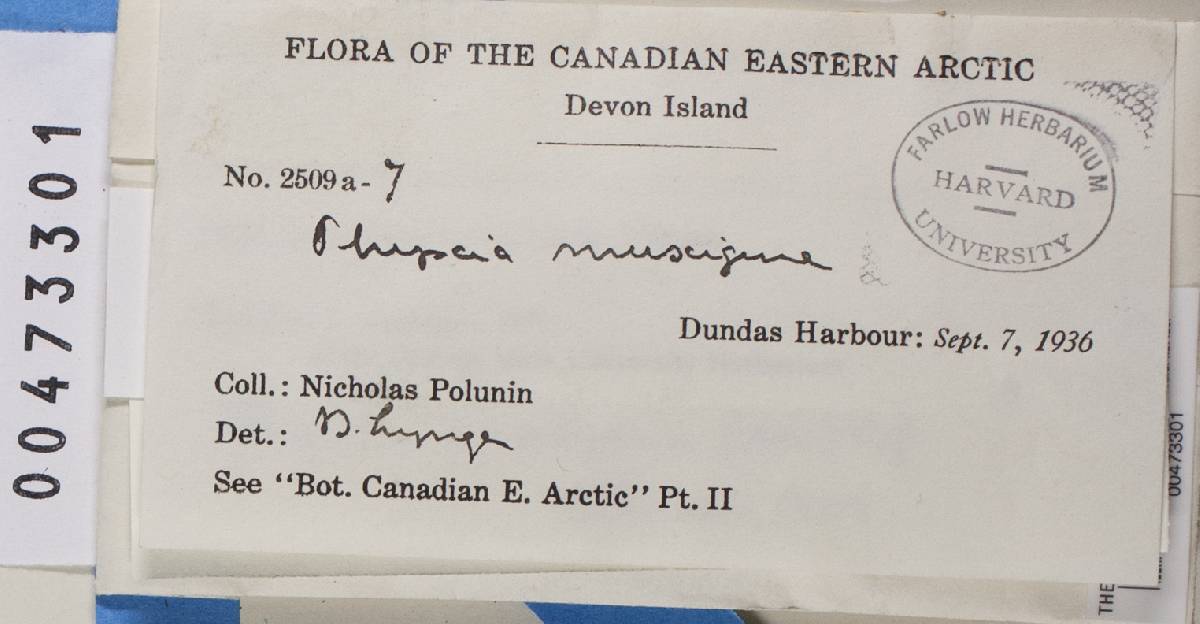 FLORA OF THE CANADIAN EASTERN ARCTIC
Devon Island
FARLOW HERBARIUM
HARVARD
UNIVERSITY
No. 2509a-7
Physcia muscigena
Dundas Harbour: Sept. 7, 1936
Coll.: Nicholas Polunin
Det.: B. Lynge
See “Bot. Canadian E. Arctic” Pt. II
00473301
00473301
THE